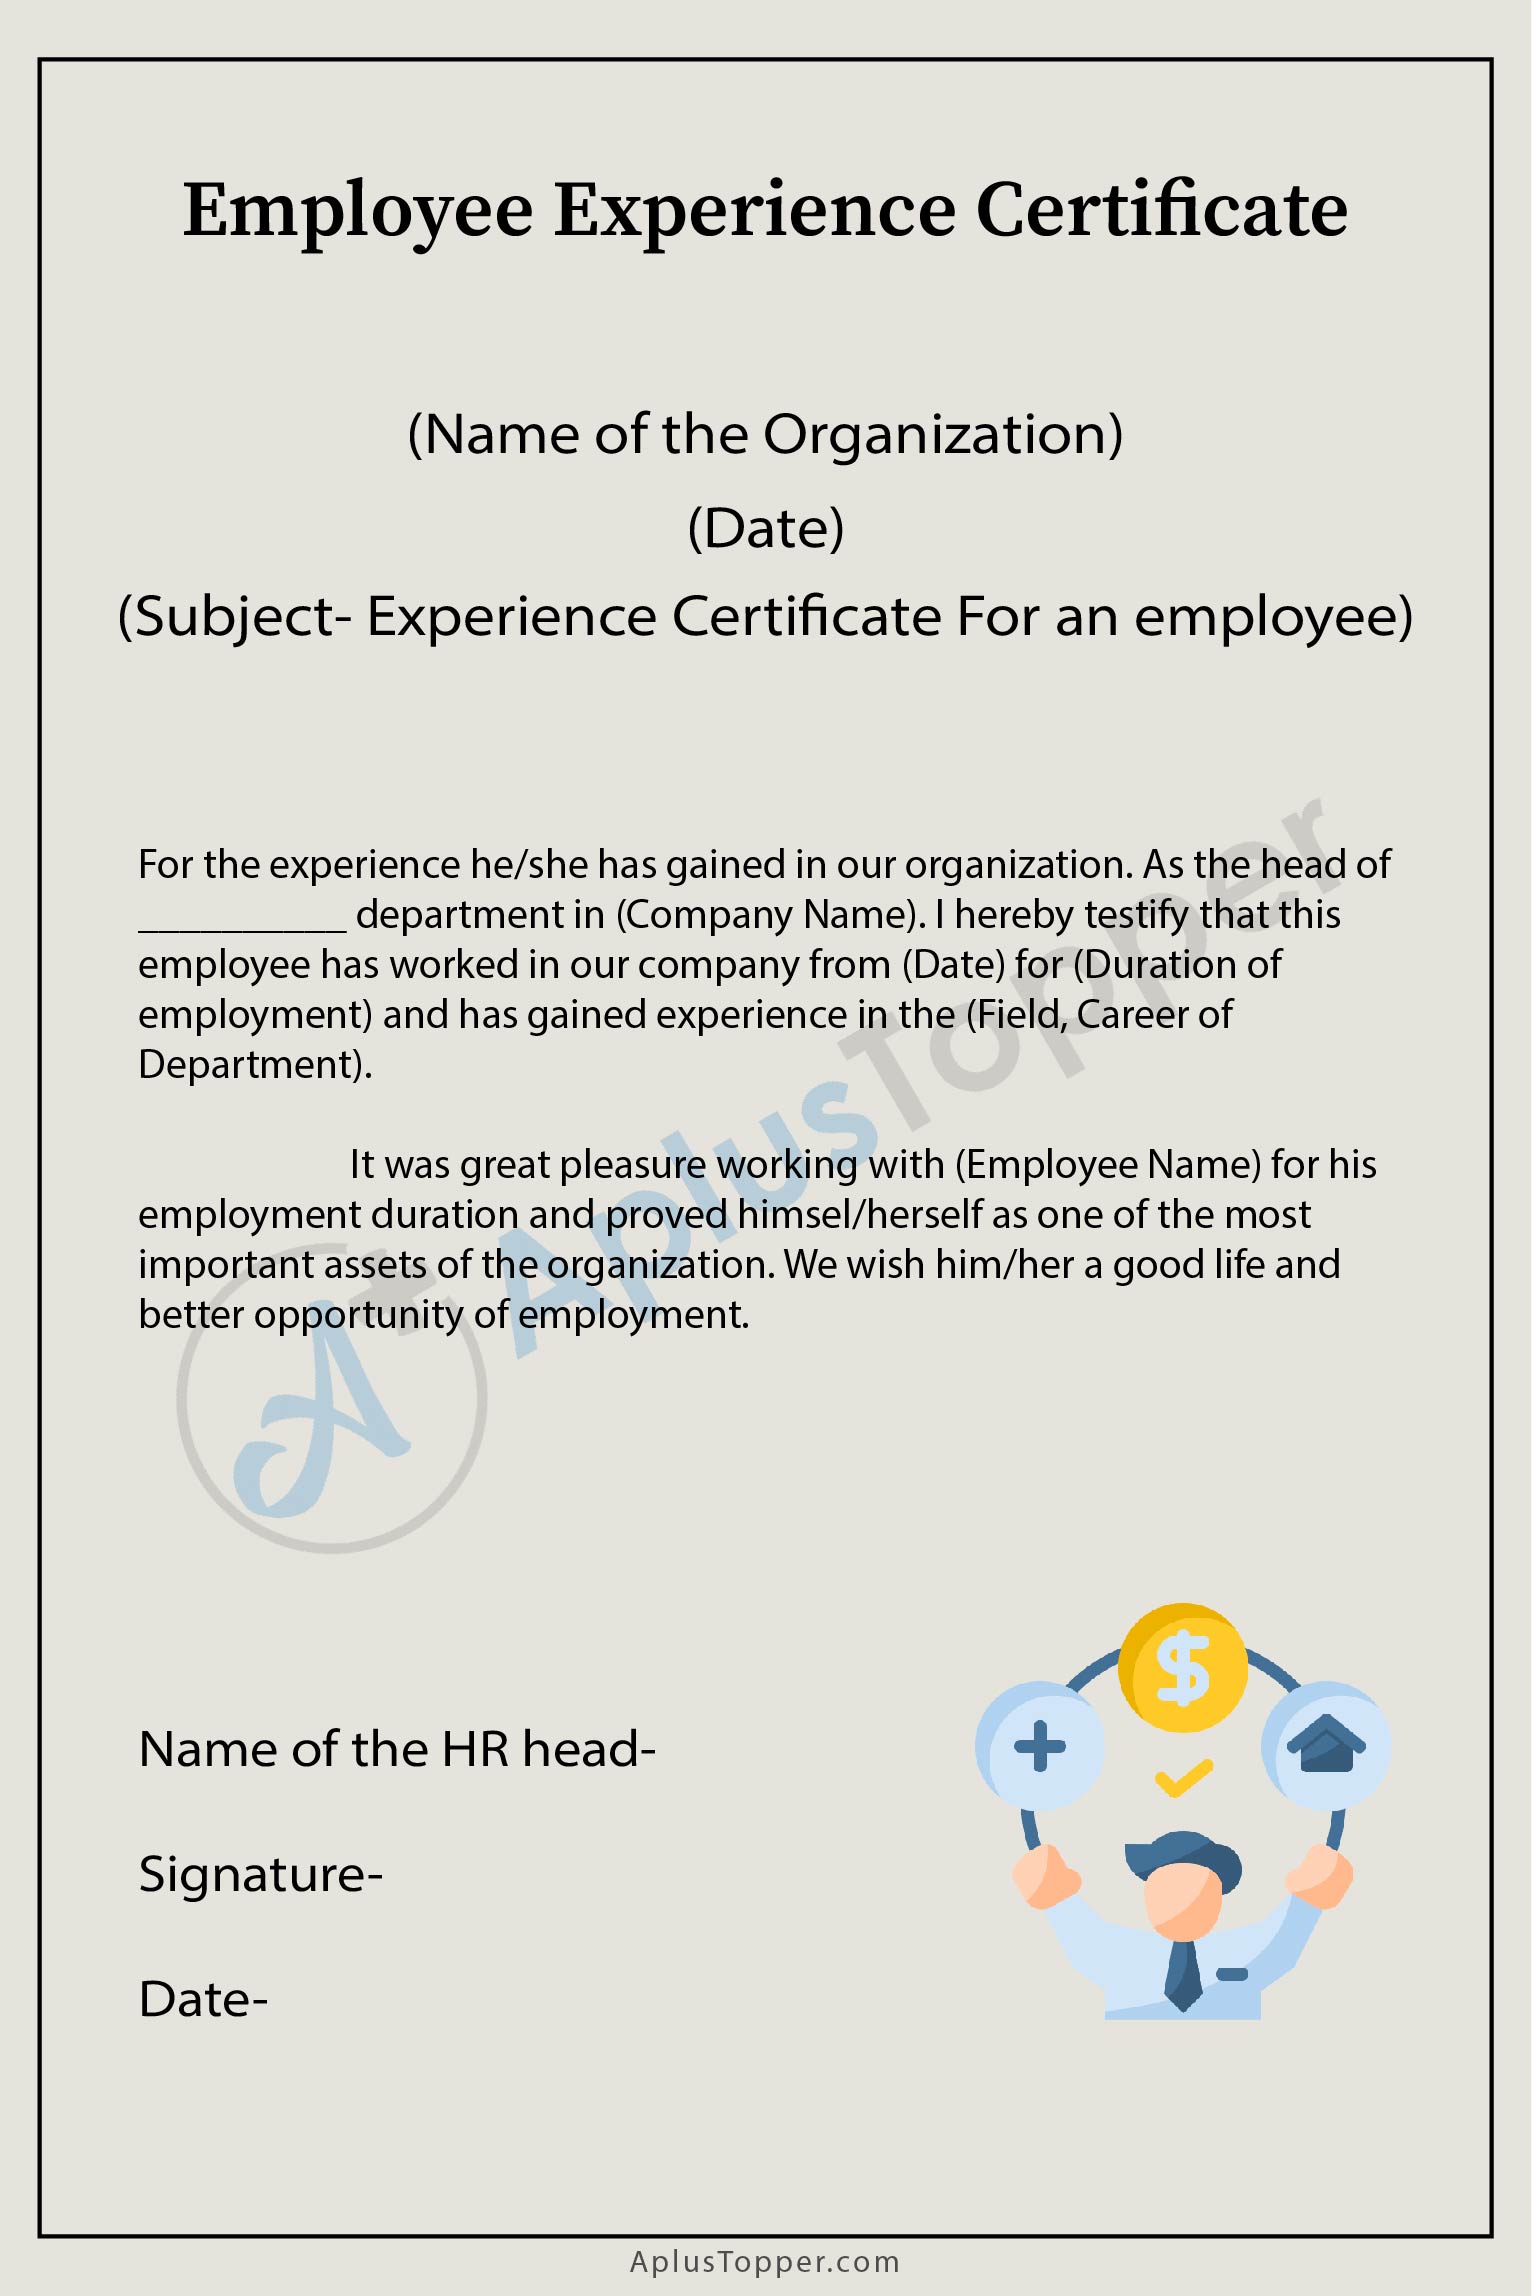 Employee Experience Certificate
(Name of the Organization)
(Date)
(Subject- Experience Certificate For an employee)
For the experience he/she has gained in our organization. As the head of
__________ department in (Company Name). I hereby testify that this
employee has worked in our company from (Date) for (Duration of
employment) and has gained experience in the (Field, Career of
Department).
It was great pleasure working with (Employee Name) for his
employment duration and proved himsel/herself as one of the most
important assets of the organization. We wish him/her a good life and
better opportunity of employment.
A+ AplusTopper
Name of the HR head-
Signature-
Date-
$
AplusTopper.com